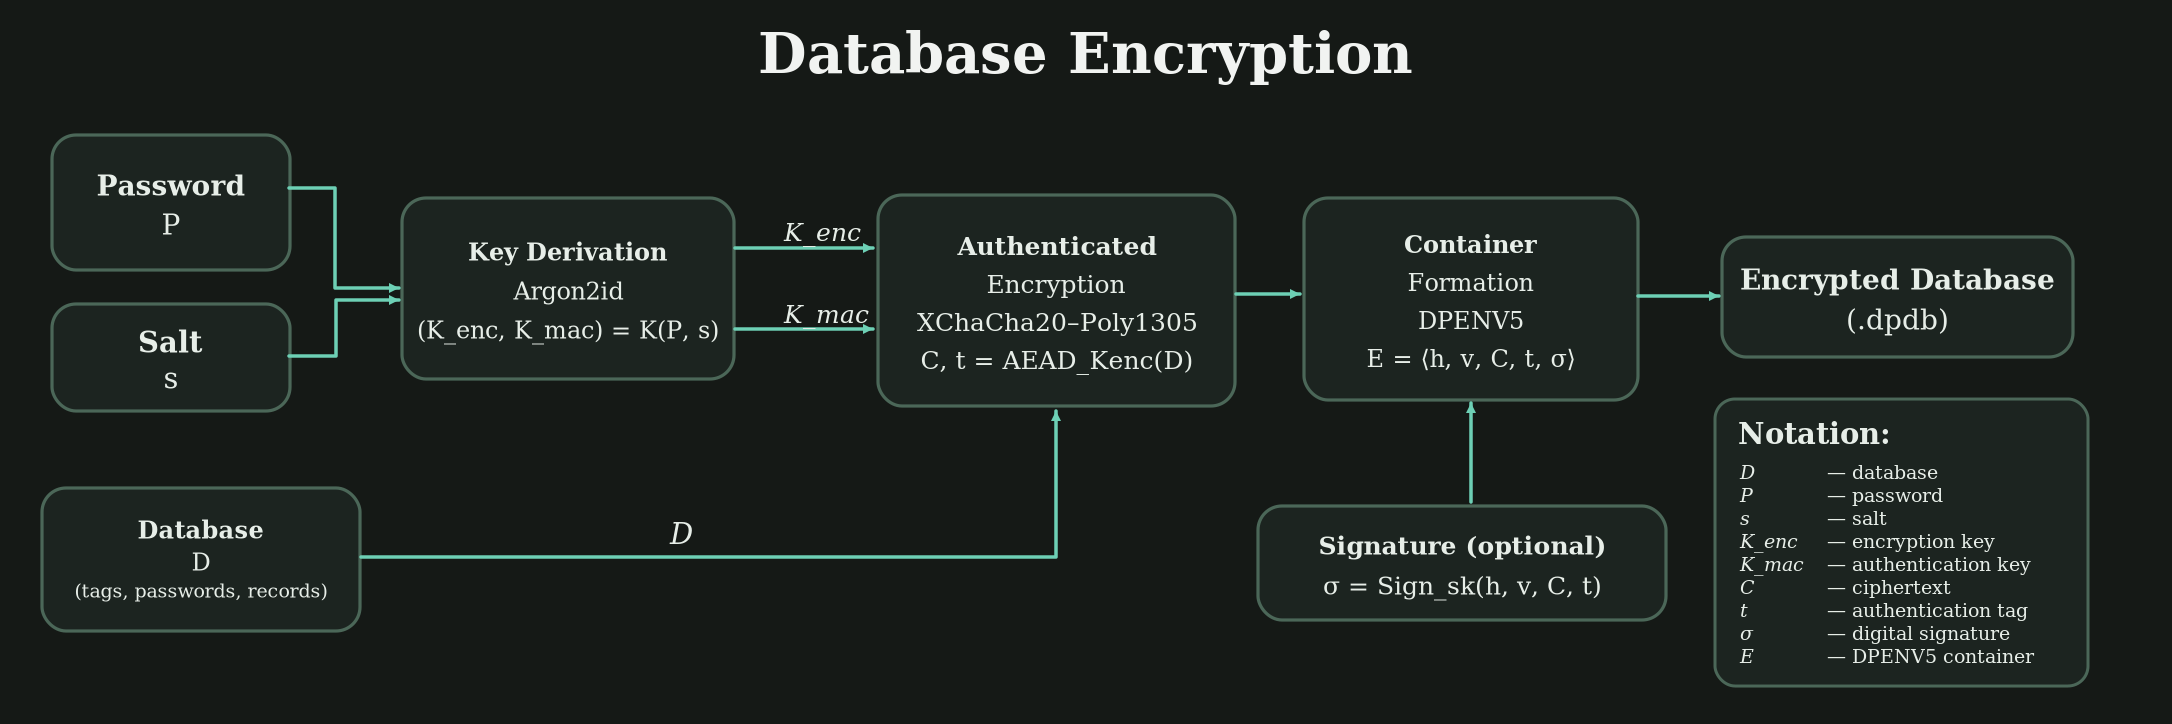 Database Encryption
Password
P
Salt
s
Key Derivation
Argon2id
(K_enc, K_mac) = K(P, s)
K_enc
K_mac
Authenticated
Encryption
XChaCha20–Poly1305
C, t = AEAD_Kenc(D)
Container
Formation
DPENV5
E = ⟨h, v, C, t, σ⟩
Encrypted Database
(.dpdb)
Database
D
(tags, passwords, records)
D
Signature (optional)
σ = Sign_sk(h, v, C, t)
Notation:
D — database
P — password
s — salt
K_enc — encryption key
K_mac — authentication key
C — ciphertext
t — authentication tag
σ — digital signature
E — DPENV5 container